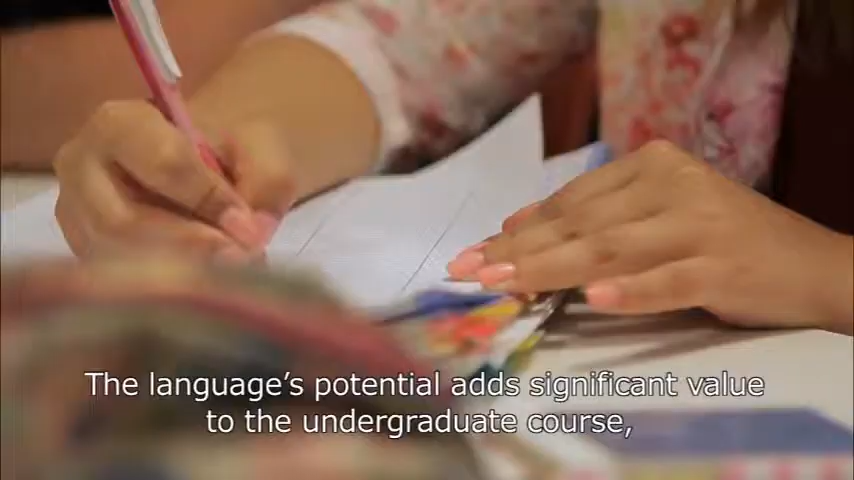 The language’s potential adds significant value
to the undergraduate course,